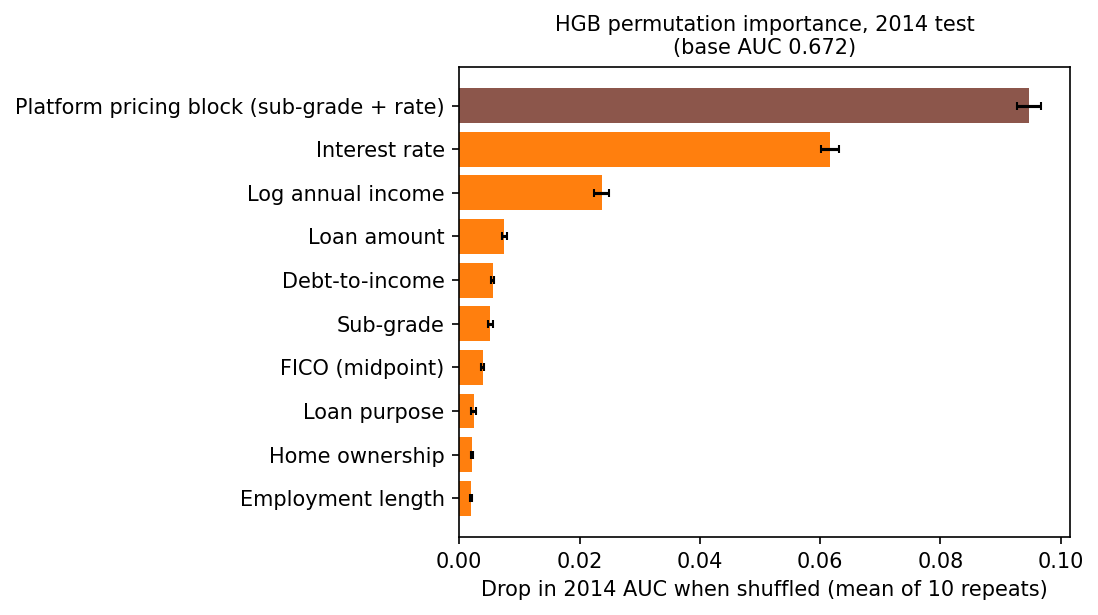 HGB permutation importance, 2014 test
(base AUC 0.672)
Platform pricing block (sub-grade + rate)
Interest rate
Log annual income
Loan amount
Debt-to-income
Sub-grade
FICO (midpoint)
Loan purpose
Home ownership
Employment length
0.00 0.02 0.04 0.06 0.08 0.10
Drop in 2014 AUC when shuffled (mean of 10 repeats)